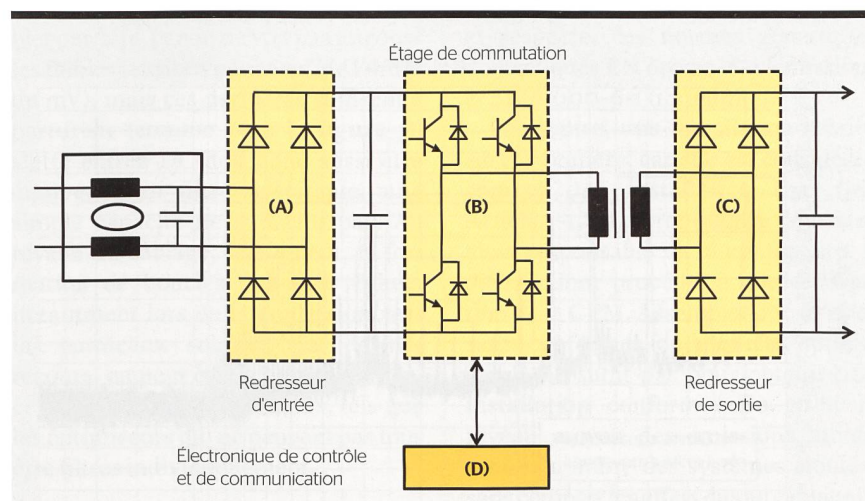 Étage de commutation
(A)
(B)
(C)
Redresseur
d'entrée
Redresseur
de sortie
Électronique de contrôle
et de communication
(D)